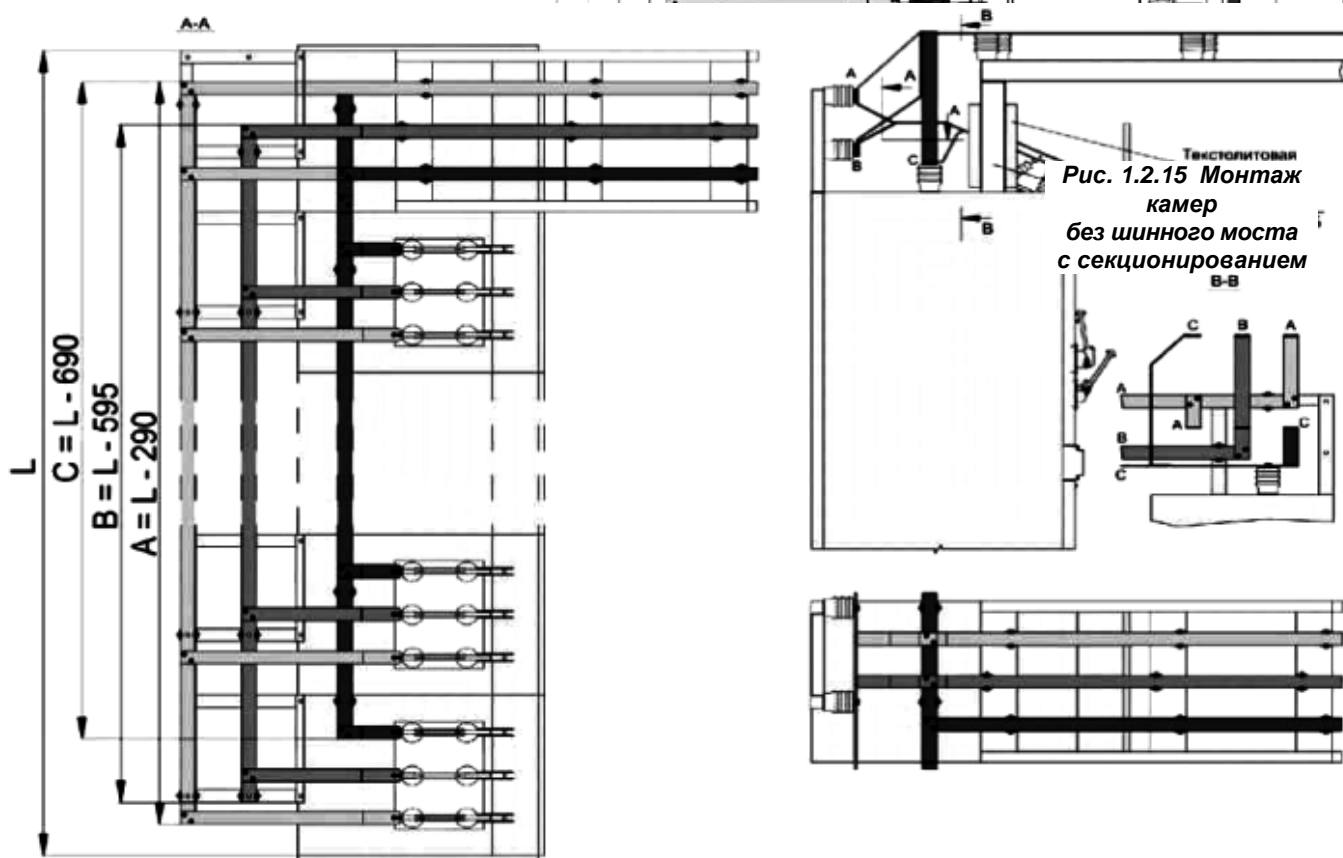 A-A
L
C = L - 690
B = L - 595
A = L - 290
B
A
A
A
B
C
Текстолитовая
Рис. 1.2.15 Монтаж
камер
без шинного моста
с секционированием
B
B-B
C
B
A
A
A
C
B
C